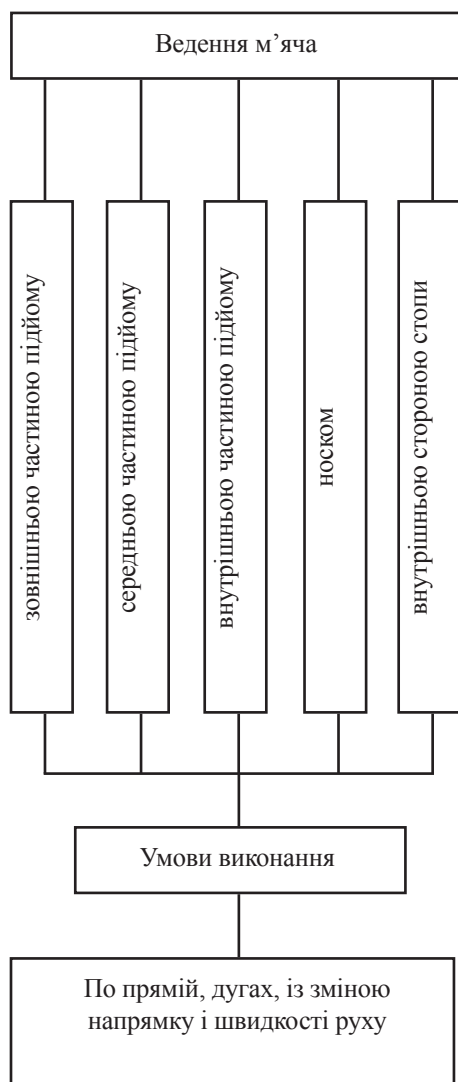 Ведення м’яча
зовнішньою частиною підйому
середньою частиною підйому
внутрішньою частиною підйому
носком
внутрішньою стороною стопи
Умови виконання
По прямій, дугах, із зміною
напрямку і швидкості руху